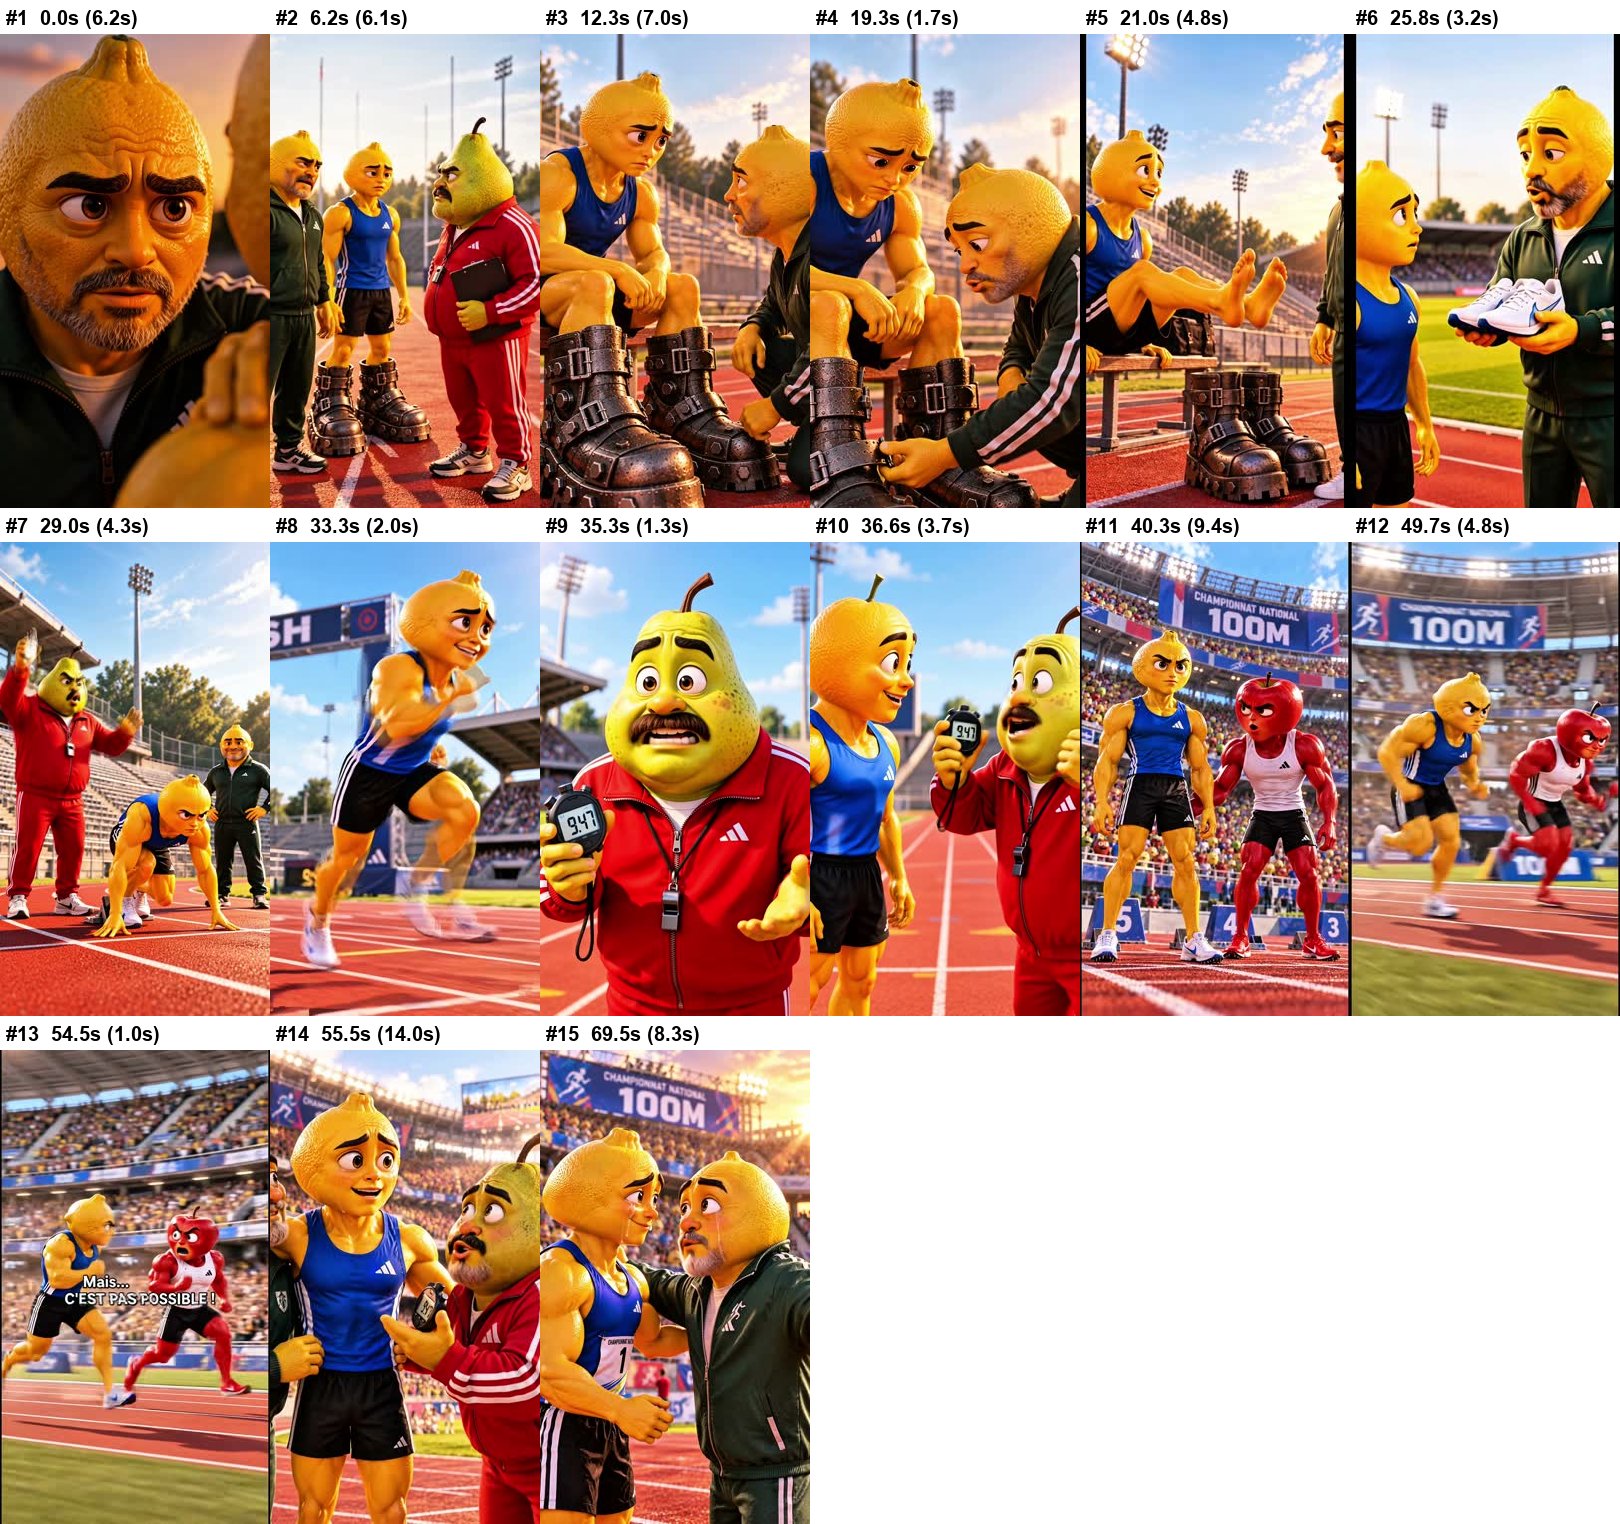 #1 0.0s (6.2s)
#2 6.2s (6.1s)
#3 12.3s (7.0s)
#4 19.3s (1.7s)
#5 21.0s (4.8s)
#6 25.8s (3.2s)
#7 29.0s (4.3s)
#8 33.3s (2.0s)
#9 35.3s (1.3s)
#10 36.6s (3.7s)
#11 40.3s (9.4s)
#12 49.7s (4.8s)
SH
9.47
9.47
CHAMPIONNAT NATIONAL
100M
5
4
3
CHAMPIONNAT NATIONAL
100M
100M
#13 54.5s (1.0s)
#14 55.5s (14.0s)
#15 69.5s (8.3s)
Mais...
C'EST PAS POSSIBLE !
CHAMPIONNAT NATIONAL
100M
1